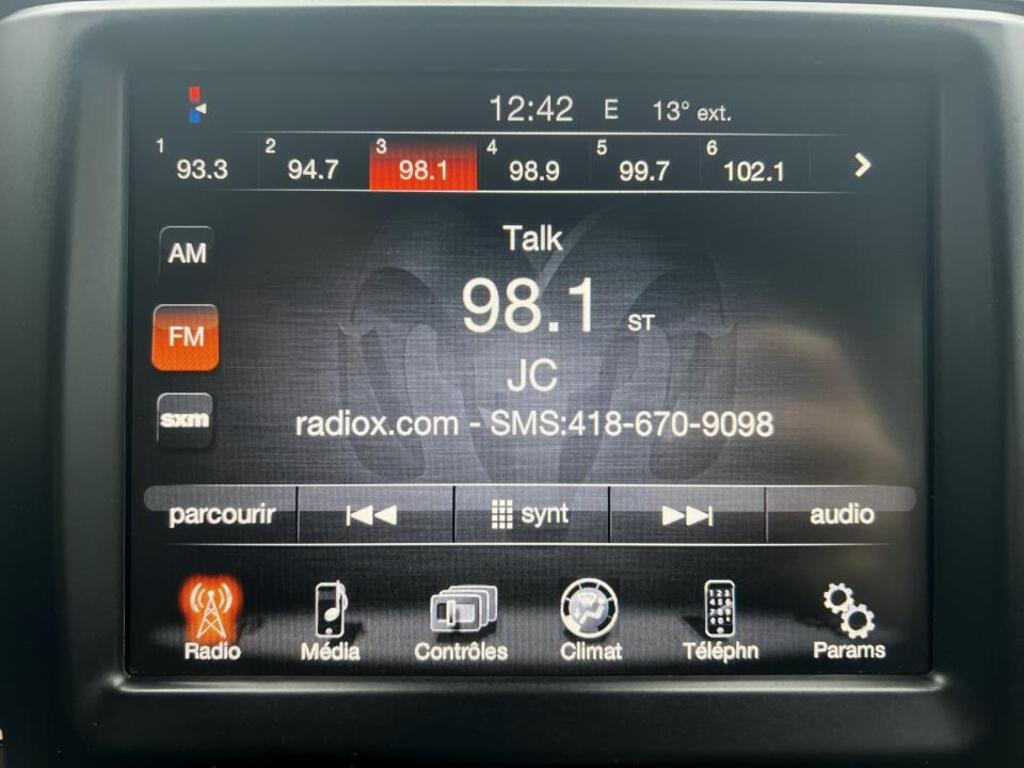 12:42 E 13° ext.
1 93.3 2 94.7 3 98.1 4 98.9 5 99.7 6 102.1
Talk
AM
98.1 ST
FM
JC
sxm
radiox.com - SMS:418-670-9098
parcourir synt audio
Radio Média Contrôles Climat Téléphn Params